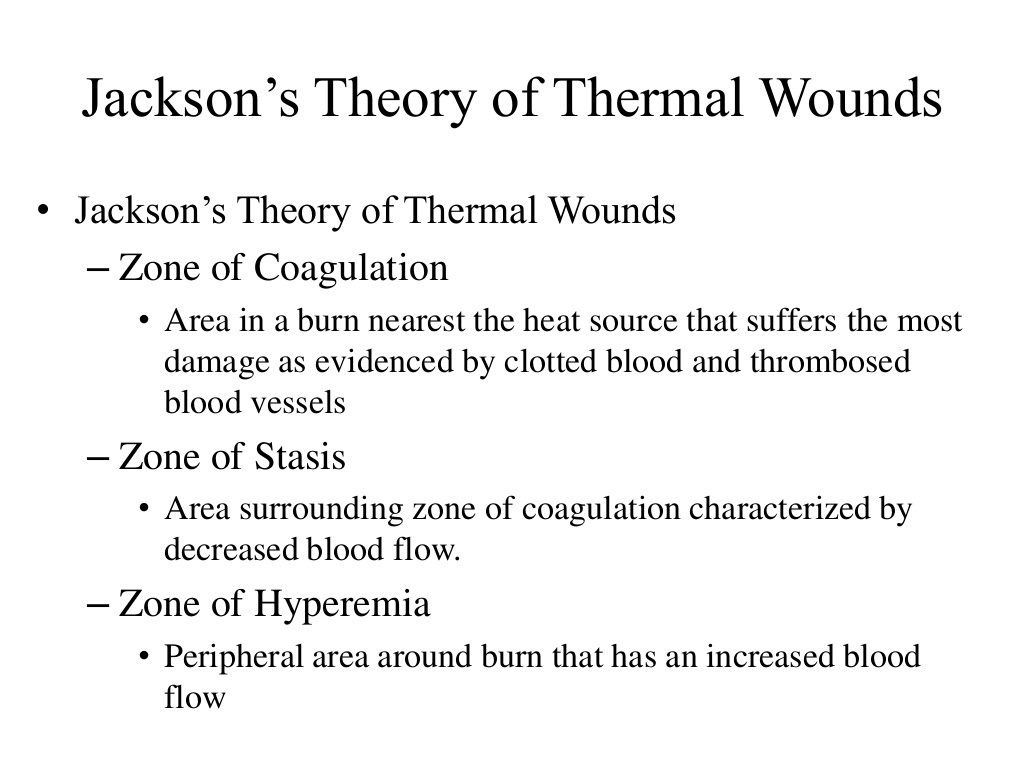 Jackson’s Theory of Thermal Wounds
• Jackson’s Theory of Thermal Wounds
– Zone of Coagulation
• Area in a burn nearest the heat source that suffers the most
damage as evidenced by clotted blood and thrombosed
blood vessels
– Zone of Stasis
• Area surrounding zone of coagulation characterized by
decreased blood flow.
– Zone of Hyperemia
• Peripheral area around burn that has an increased blood
flow